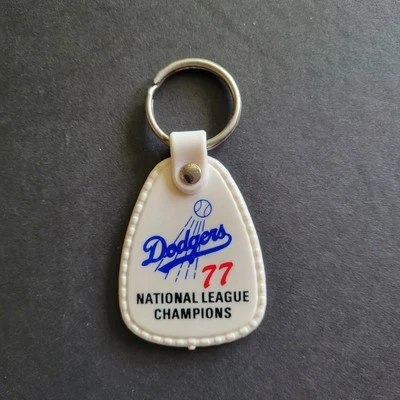 Dodgers
77
NATIONAL LEAGUE
CHAMPIONS